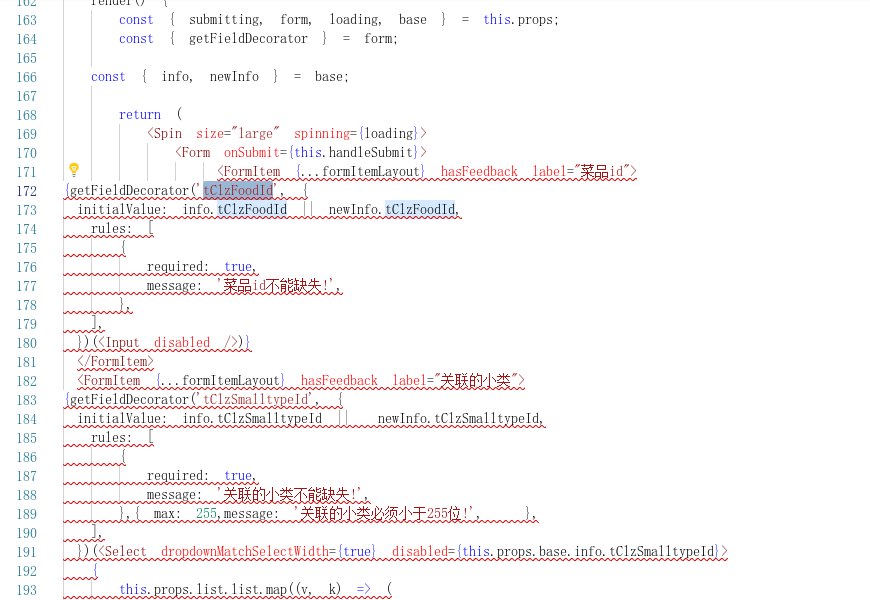 162 render() {
163 const { submitting, form, loading, base } = this.props;
164 const { getFieldDecorator } = form;
165
166 const { info, newInfo } = base;
167
168 return (
169 <Spin size="large" spinning={loading}>
170 <Form onSubmit={this.handleSubmit}>
171 <FormItem {...formItemLayout} hasFeedback label="菜品id">
172 {getFieldDecorator('tClzFoodId', {
173 initialValue: info.tClzFoodId || newInfo.tClzFoodId,
174 rules: [
175 {
176 required: true,
177 message: '菜品id不能缺失!',
178 },
179 ],
180 })(<Input disabled />)}
181 </FormItem>
182 <FormItem {...formItemLayout} hasFeedback label="关联的小类">
183 {getFieldDecorator('tClzSmalltypeId', {
184 initialValue: info.tClzSmalltypeId || newInfo.tClzSmalltypeId,
185 rules: [
186 {
187 required: true,
188 message: '关联的小类不能缺失!',
189 },{ max: 255,message: '关联的小类必须小于255位!', },
190 ],
191 })(<Select dropdownMatchSelectWidth={true} disabled={this.props.base.info.tClzSmalltypeId}>
192 {
193 this.props.list.list.map((v, k) => (